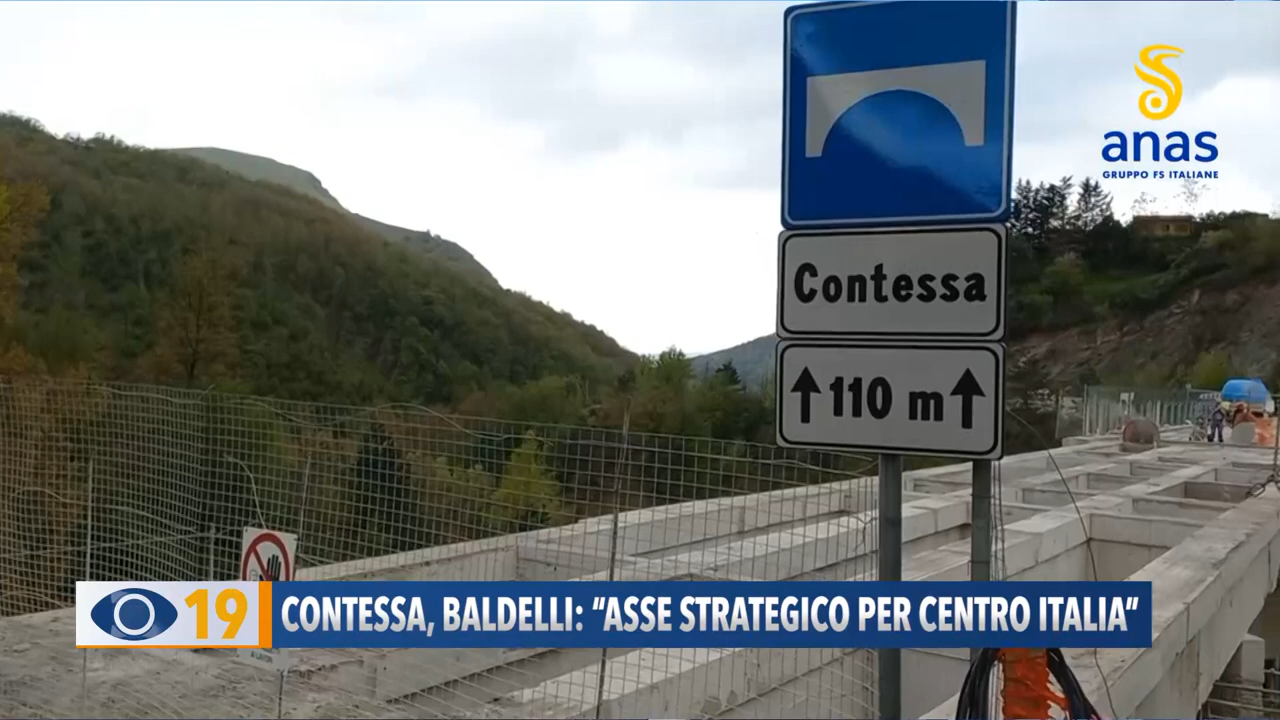 anas
GRUPPO FS ITALIANE
Contessa
110 m
19
CONTESSA, BALDELLI: “ASSE STRATEGICO PER CENTRO ITALIA“